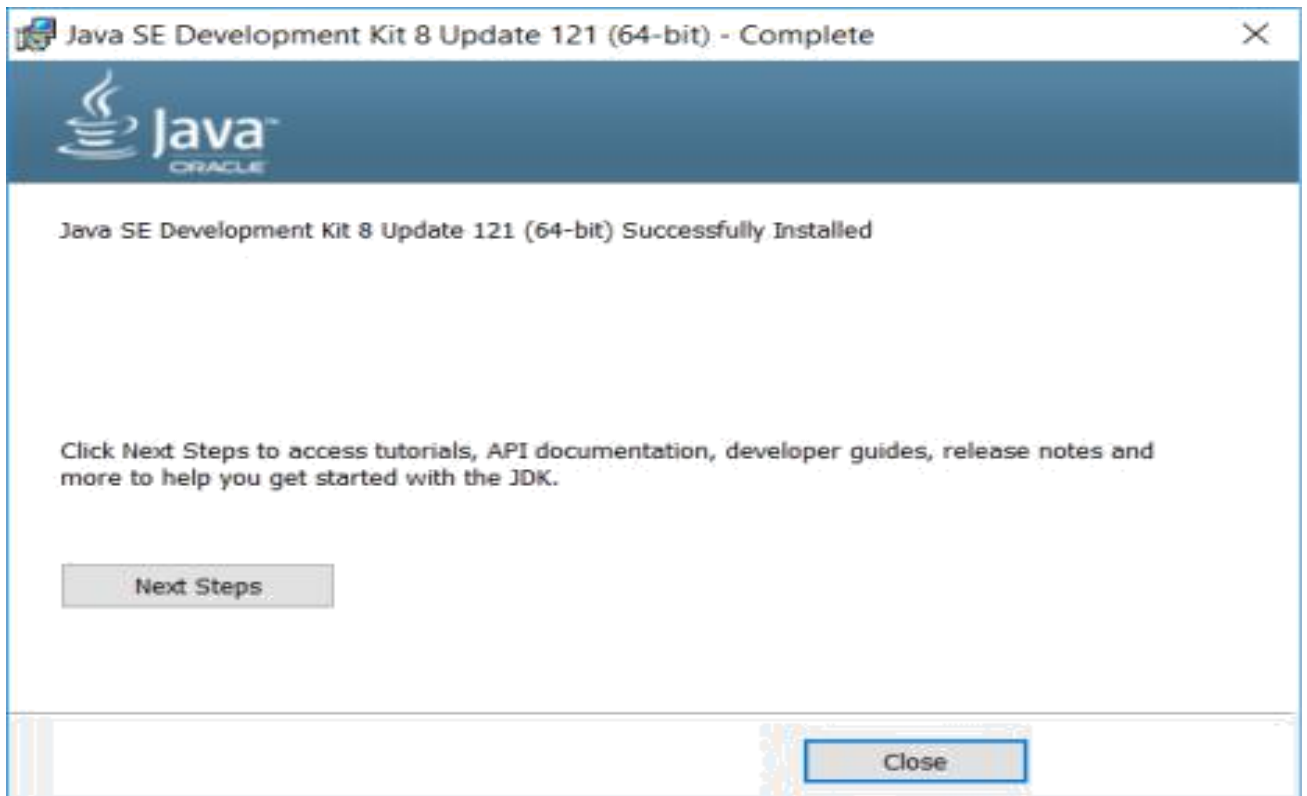 Java SE Development Kit 8 Update 121 (64-bit) - Complete
Java™
ORACLE
Java SE Development Kit 8 Update 121 (64-bit) Successfully Installed
Click Next Steps to access tutorials, API documentation, developer guides, release notes and
more to help you get started with the JDK.
Next Steps
Close